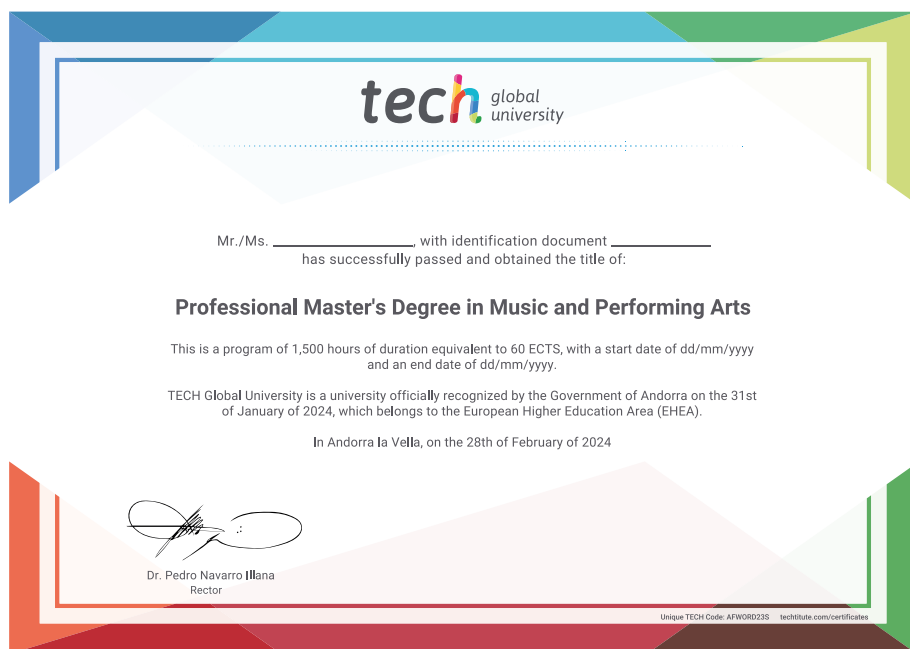 tech global university
Mr./Ms. ____________________, with identification document ______________
has successfully passed and obtained the title of:
Professional Master's Degree in Music and Performing Arts
This is a program of 1,500 hours of duration equivalent to 60 ECTS, with a start date of dd/mm/yyyy
and an end date of dd/mm/yyyy.
TECH Global University is a university officially recognized by the Government of Andorra on the 31st
of January of 2024, which belongs to the European Higher Education Area (EHEA).
In Andorra la Vella, on the 28th of February of 2024
Dr. Pedro Navarro Illana
Rector
Unique TECH Code: AFWORD23S techtitute.com/certificates